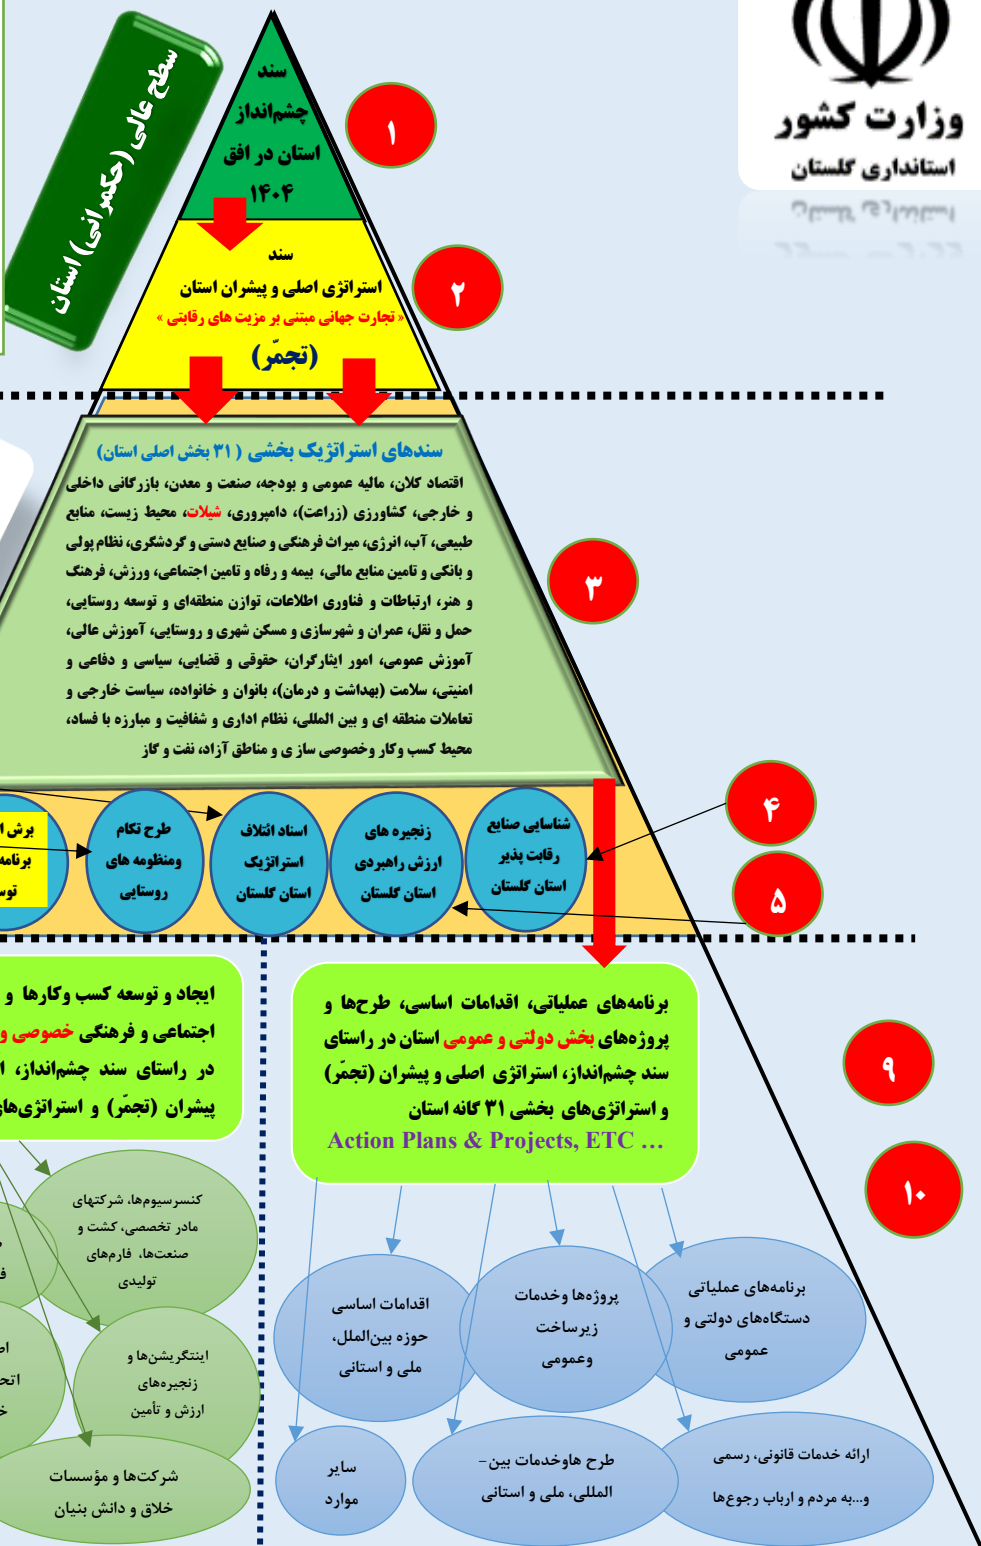 وزارت کشور
استانداری گلستان
سطح عالی (حکمرانی) استان
سند
چشم‌انداز
استان در افق
۱۴۰۴
۱
سند
استراتژی اصلی و پیشران استان
« تجارت جهانی مبتنی بر مزیت های رقابتی »
(تجمّر)
۲
سندهای استراتژیک بخشی ( ۳۱ بخش اصلی استان)
اقتصاد کلان، مالیه عمومی و بودجه، صنعت و معدن، بازرگانی داخلی
و خارجی، کشاورزی (زراعت)، دامپروری، شیلات، محیط زیست، منابع
طبیعی، آب، انرژی، میراث فرهنگی و صنایع دستی و گردشگری، نظام پولی
و بانکی و تامین منابع مالی، بیمه و رفاه و تامین اجتماعی، ورزش، فرهنگ
و هنر، ارتباطات و فناوری اطلاعات، توازن منطقه‌ای و توسعه روستایی،
حمل و نقل، عمران و شهرسازی و مسکن شهری و روستایی، آموزش عالی،
آموزش عمومی، امور ایثارگران، حقوقی و قضایی، سیاسی و دفاعی و
امنیتی، سلامت (بهداشت و درمان)، بانوان و خانواده، سیاست خارجی و
تعاملات منطقه ای و بین المللی، نظام اداری و شفافیت و مبارزه با فساد،
محیط کسب وکار وخصوصی ساز ی و مناطق آزاد، نفت و گاز
۳
۴
۵
شناسایی صنایع
رقابت پذیر
استان گلستان
زنجیره های
ارزش راهبردی
استان گلستان
اسناد ائتلاف
استراتژیک
استان گلستان
طرح تکام
ومنظومه های
روستایی
برش ا
برنامه
توس
برنامه‌های عملیاتی، اقدامات اساسی، طرح‌ها و
پروژه‌های بخش دولتی و عمومی استان در راستای
سند چشم‌انداز، استراتژی اصلی و پیشران (تجمّر)
و استراتژی‌های بخشی ۳۱ گانه استان
Action Plans & Projects, ETC …
ایجاد و توسعه کسب وکارها و
اجتماعی و فرهنگی خصوصی و
در راستای سند چشم‌انداز، ا
پیشران (تجمّر) و استراتژی‌های
۹
۱۰
برنامه‌های عملیاتی
دستگاه‌های دولتی و
عمومی
پروژه‌ها وخدمات
زیرساخت
وعمومی
اقدامات اساسی
حوزه بین‌الملل،
ملی و استانی
ارائه خدمات قانونی، رسمی
و...به مردم و ارباب رجوع‌ها
طرح هاوخدمات بین–
المللی، ملی و استانی
سایر
موارد
کنسرسیوم‌ها، شرکتهای
مادر تخصصی، کشت و
صنعت‌ها، فارم‌های
تولیدی
اینتگریشن‌ها و
زنجیره‌های
ارزش و تأمین
شرکت‌ها و مؤسسات
خلاق و دانش بنیان